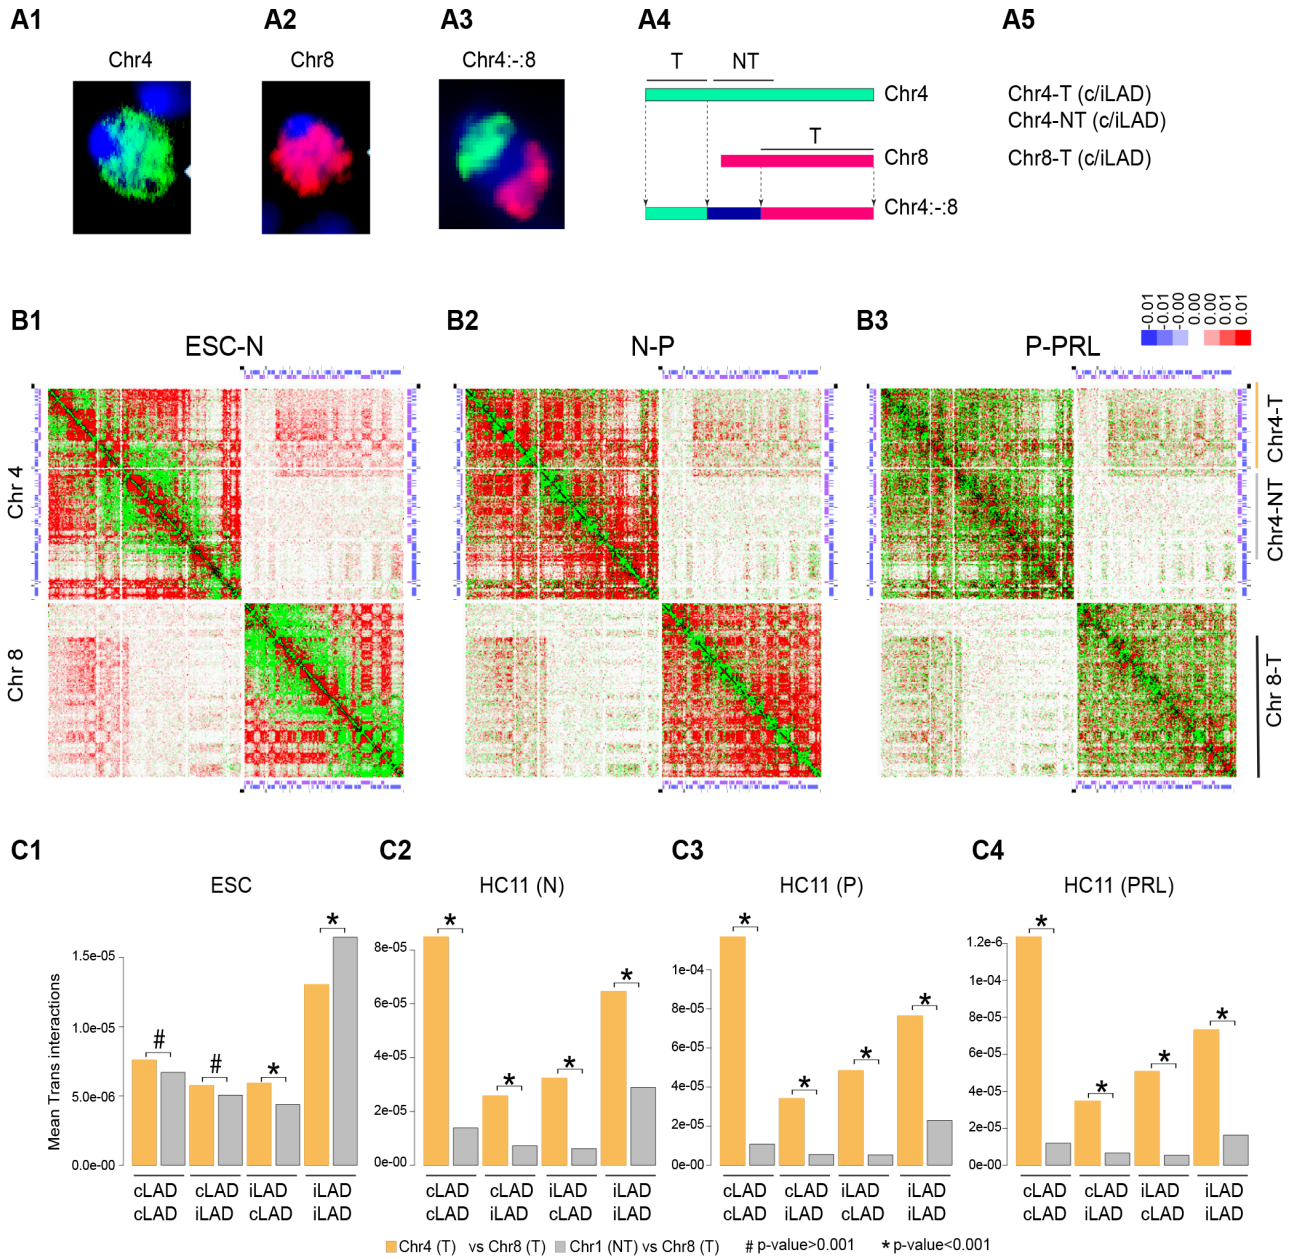 A1
A2
A3
A4
A5
Chr4
Chr8
Chr4:-:8
T
NT
Chr4
T
Chr8
Chr4:-:8
Chr4-T (c/iLAD)
Chr4-NT (c/iLAD)
Chr8-T (c/iLAD)
B1
B2
B3
ESC-N
N-P
P-PRL
-0.01
-0.01
-0.00
0.00
0.00
0.01
0.01
Chr 4
Chr 8
Chr4-T
Chr4-NT
Chr 8-T
C1
C2
C3
C4
ESC
HC11 (N)
HC11 (P)
HC11 (PRL)
Mean Trans interactions
1.5e-05
1.0e-05
5.0e-06
0.0e-00
# # * *
cLAD cLAD iLAD iLAD
cLAD iLAD cLAD iLAD
8e-05
6e-05
4e-05
2e-05
0e-00
* * * *
cLAD cLAD iLAD iLAD
cLAD iLAD cLAD iLAD
1e-04
8e-05
6e-05
4e-05
2e-05
0e-00
* * * *
cLAD cLAD iLAD iLAD
cLAD iLAD cLAD iLAD
1.2e-6
1e-04
8e-05
6e-05
4e-05
2e-05
0e-00
* * * *
cLAD cLAD iLAD iLAD
cLAD iLAD cLAD iLAD
Chr4 (T) vs Chr8 (T) Chr1 (NT) vs Chr8 (T) # p-value>0.001 * p-value<0.001